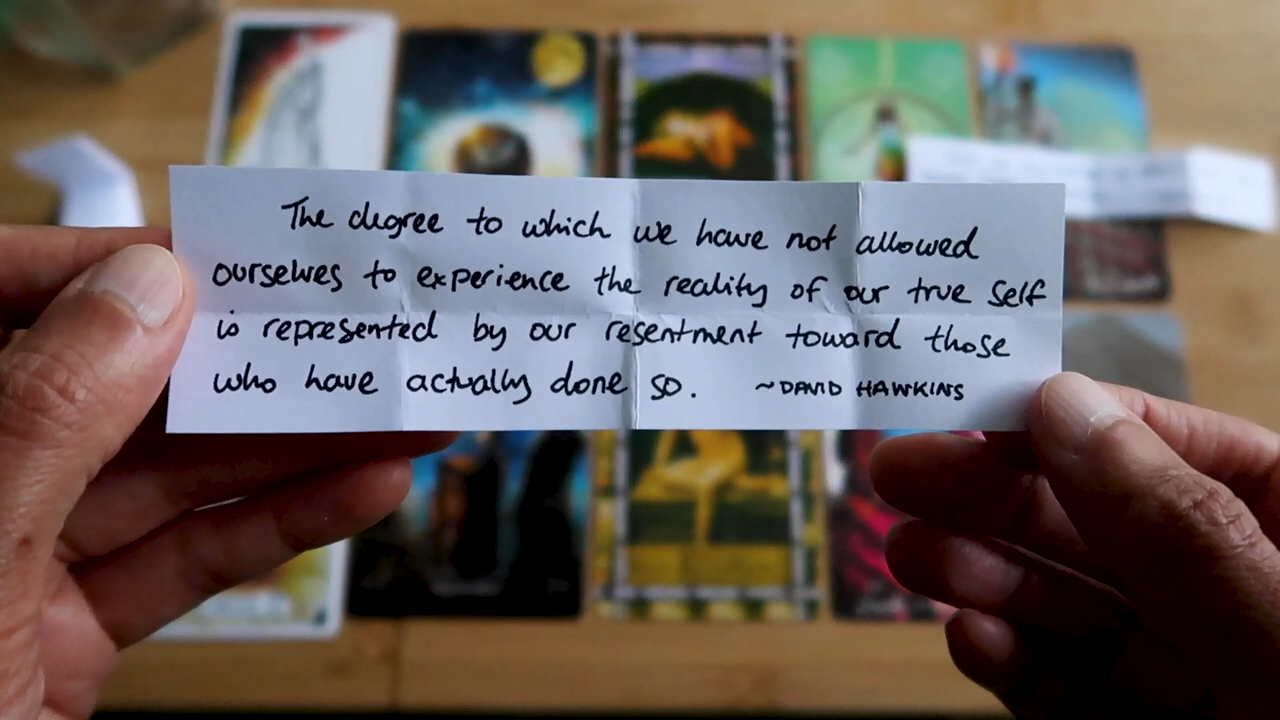 The degree to which we have not allowed
ourselves to experience the reality of our true Self
is represented by our resentment toward those
who have actually done so. ~DAVID HAWKINS